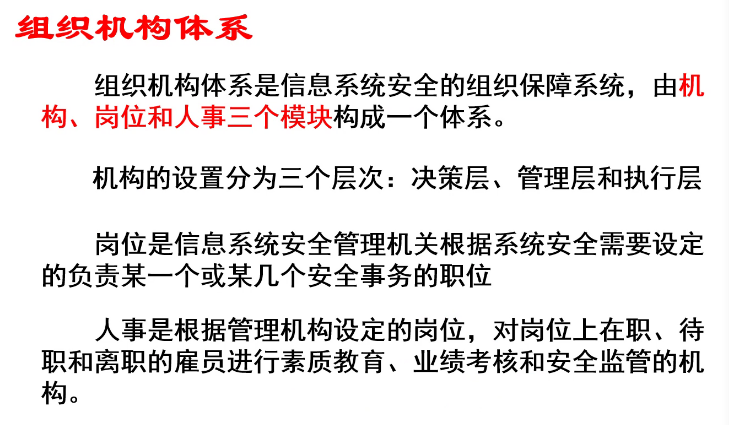 组织机构体系
组织机构体系是信息系统安全的组织保障系统，由机
构、岗位和人事三个模块构成一个体系。
机构的设置分为三个层次：决策层、管理层和执行层
岗位是信息系统安全管理机关根据系统安全需要设定
的负责某一个或某几个安全事务的职位
人事是根据管理机构设定的岗位，对岗位上在职、待
职和离职的雇员进行素质教育、业绩考核和安全监管的机
构。